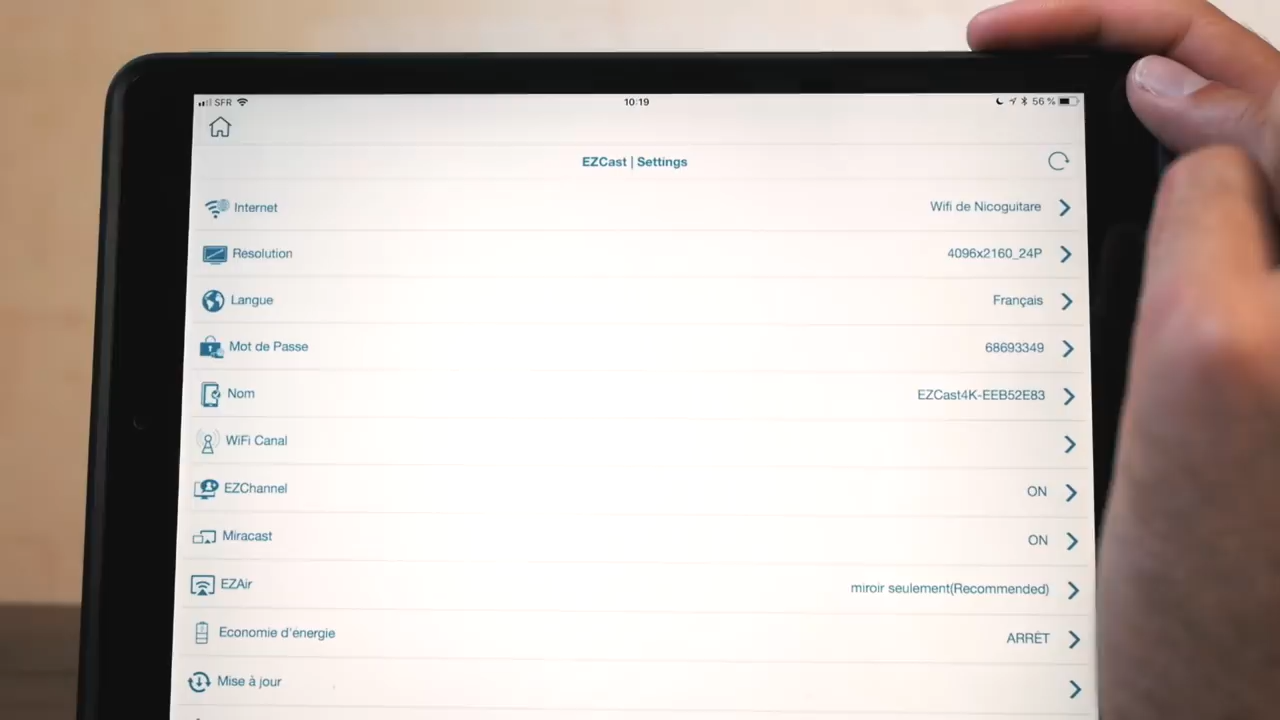 SFR 10:19 56 %
EZCast | Settings
Internet Wifi de Nicoguitare
Resolution 4096x2160_24P
Langue Français
Mot de Passe 68693349
Nom EZCast4K-EEB52E83
WiFi Canal
EZChannel ON
Miracast ON
EZAir miroir seulement(Recommended)
Economie d'énergie ARRÊT
Mise à jour